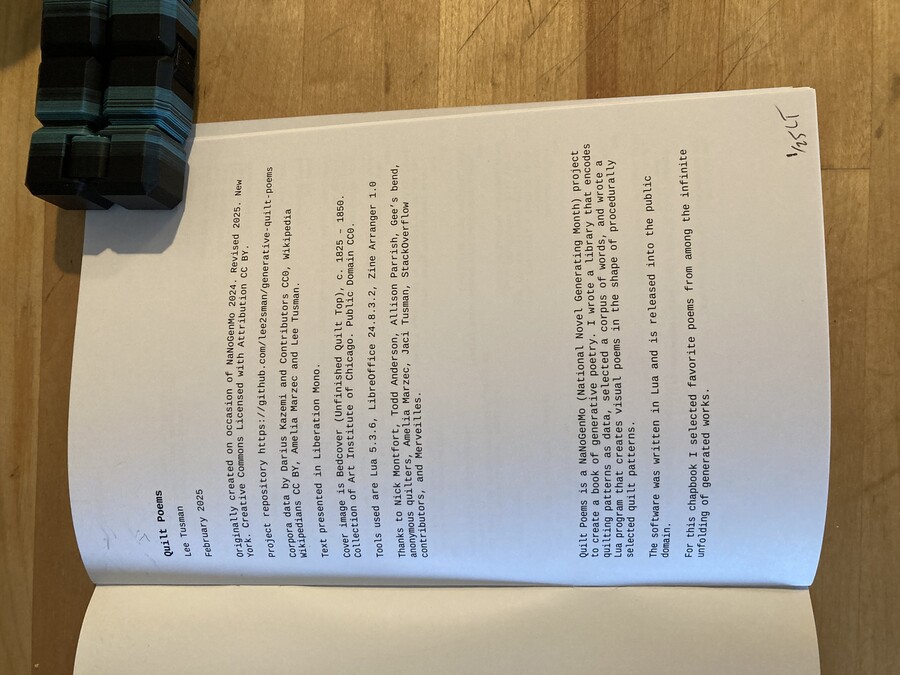 Quilt Poems
Lee Tusman
February 2025
Originally created on occasion of NaNoGenMo 2024. Revised 2025. New
York. Creative Commons Licensed with Attribution CC BY.
Project repository https://github.com/lee2sman/generative-quilt-poems
Corpora data by Darius Kazemi and Contributors CC0, Wikipedia
Wikipedians CC BY, Amelia Marzec and Lee Tusman.
Text presented in Liberation Mono.
Cover image is Bedcover (Unfinished Quilt Top), c. 1825 – 1850.
Collection of Art Institute of Chicago. Public Domain CC0.
Tools used are Lua 5.3.6, LibreOffice 24.8.3.2, Zine Arranger 1.0
Thanks to Nick Montfort, Todd Anderson, Allison Parrish, Gee’s bend,
anonymous quilters, Amelia Marzec, Jaci Tusman, StackOverflow
contributors, and Merveilles.
Quilt Poems is a NaNoGenMo (National Novel Generating Month) project
to create a book of generative poetry. I wrote a library that encodes
quilting patterns as data, selected a corpus of words, and wrote a
Lua program that creates visual poems in the shape of procedurally
selected quilt patterns.
The software was written in Lua and is released into the public
domain.
For this chapbook I selected favorite poems from among the infinite
unfolding of generated works.
1/25 LT